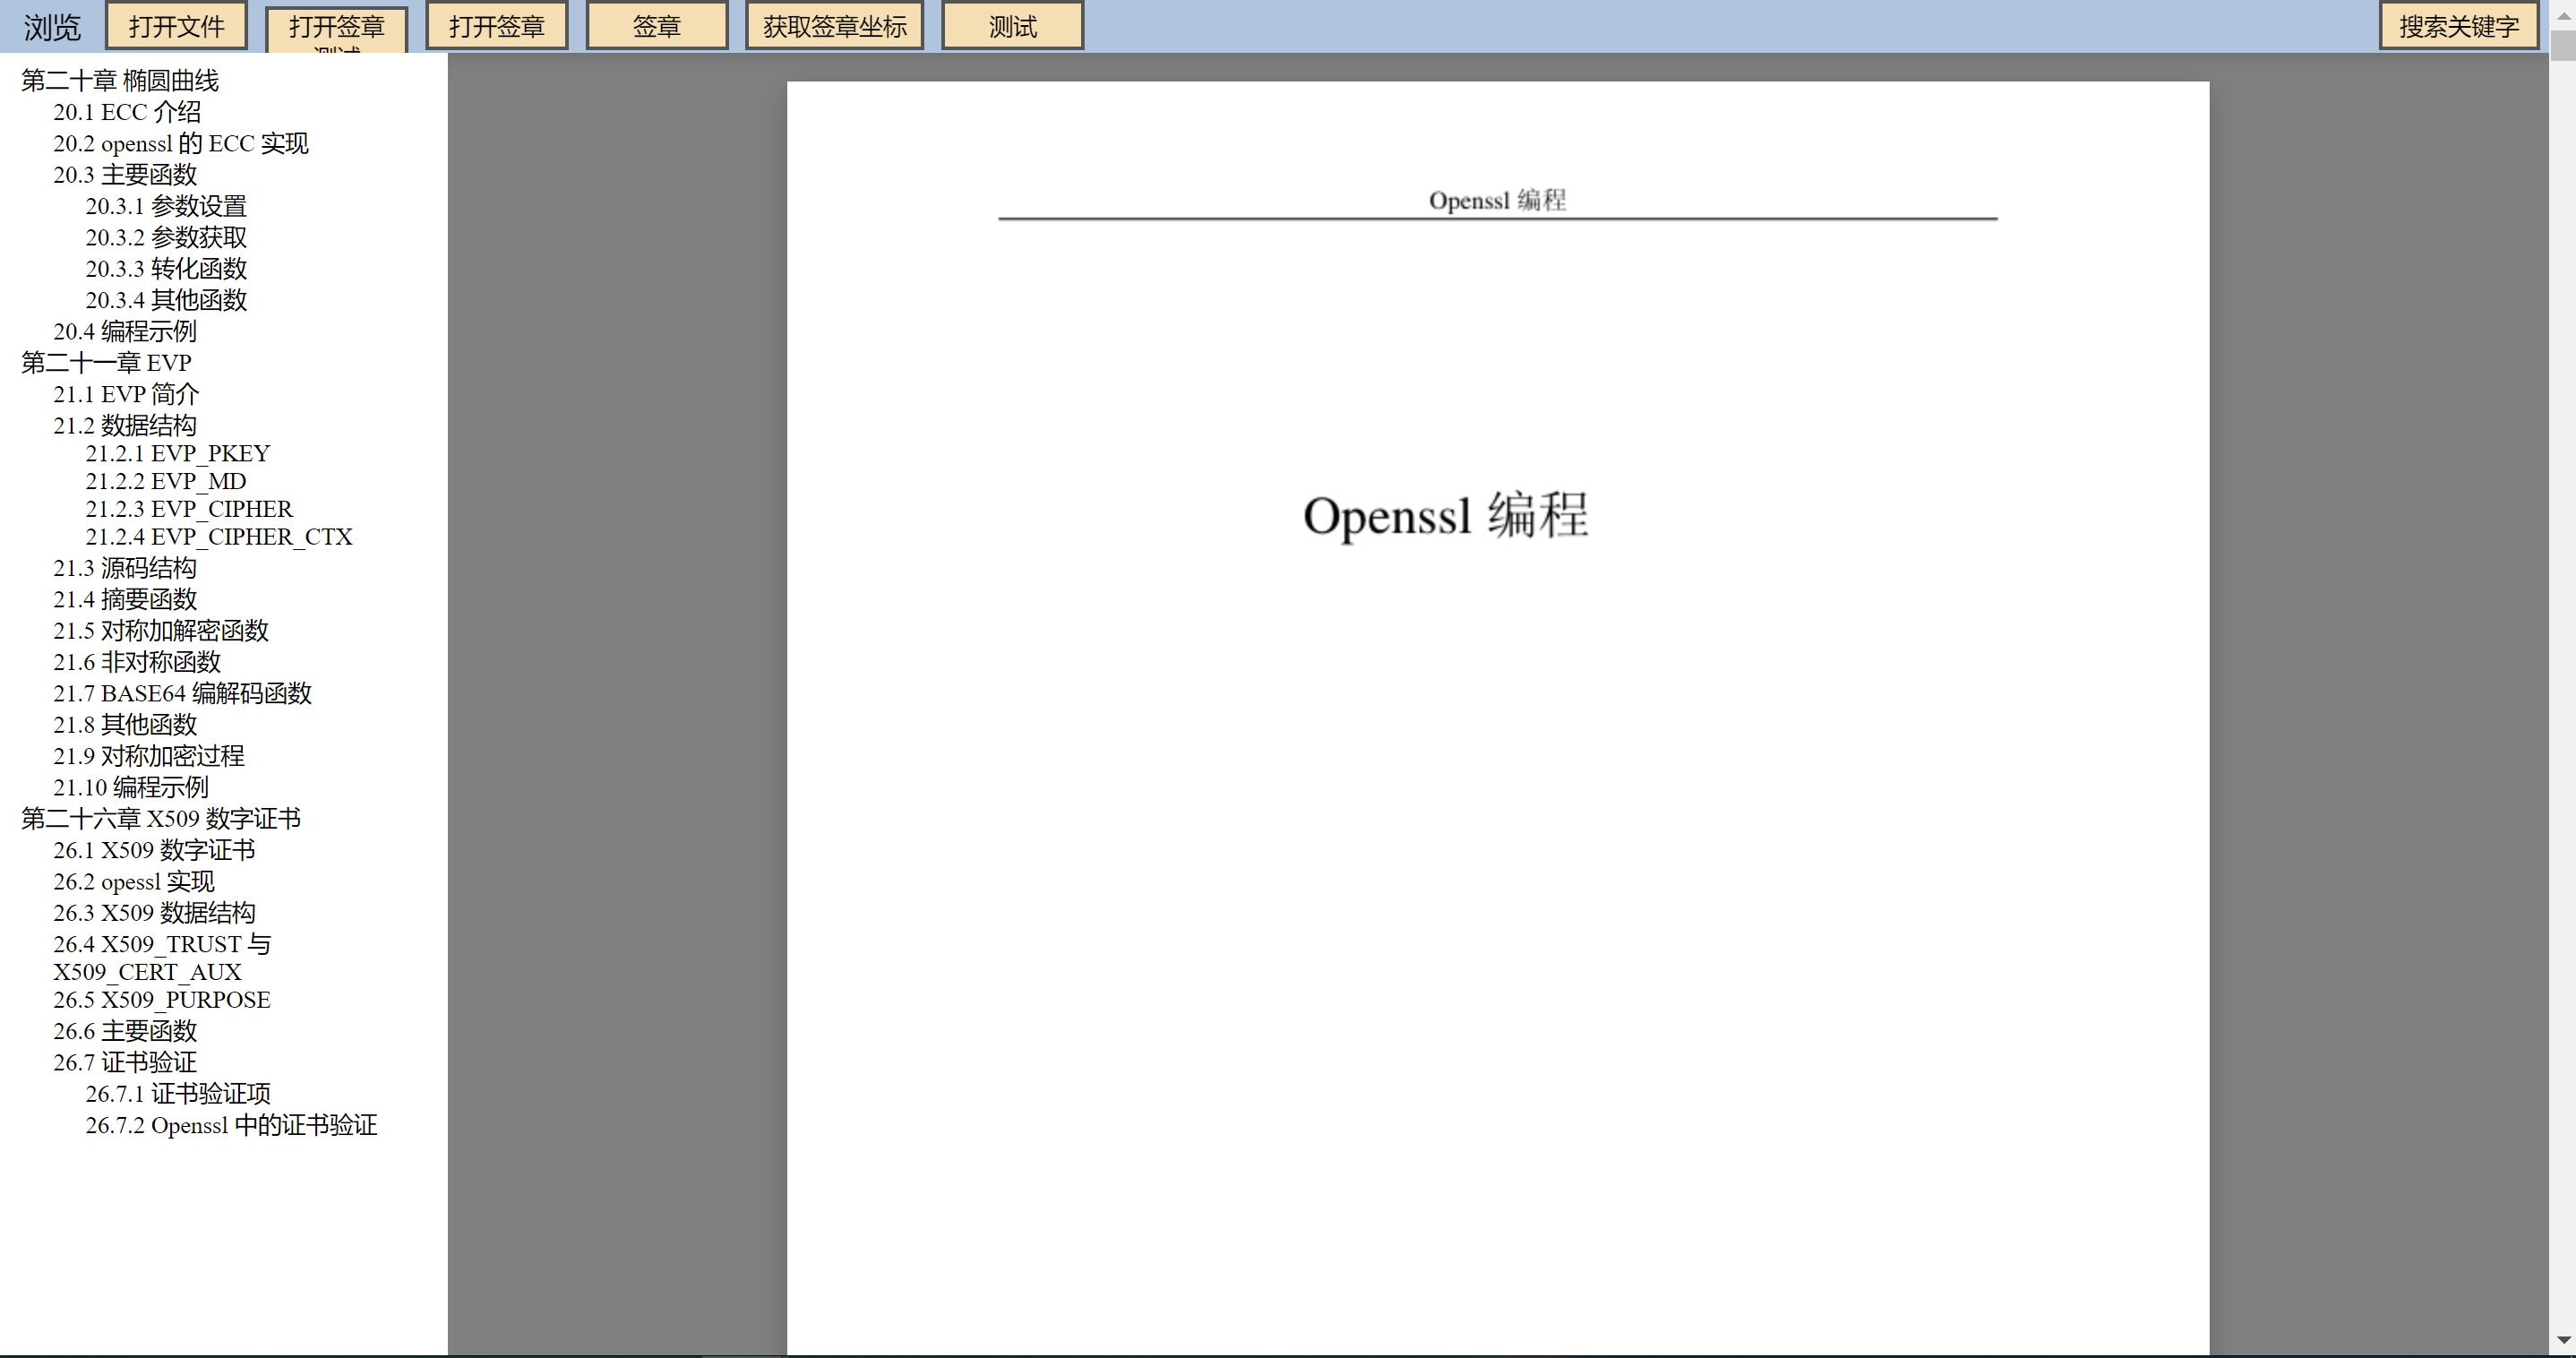 浏览 打开文件 打开签章 打开签章 签章 获取签章坐标 测试 搜索关键字
测试
第二十章 椭圆曲线
20.1 ECC 介绍
20.2 openssl 的 ECC 实现
20.3 主要函数
20.3.1 参数设置
20.3.2 参数获取
20.3.3 转化函数
20.3.4 其他函数
20.4 编程示例
第二十一章 EVP
21.1 EVP 简介
21.2 数据结构
21.2.1 EVP_PKEY
21.2.2 EVP_MD
21.2.3 EVP_CIPHER
21.2.4 EVP_CIPHER_CTX
21.3 源码结构
21.4 摘要函数
21.5 对称加解密函数
21.6 非对称函数
21.7 BASE64 编解码函数
21.8 其他函数
21.9 对称加密过程
21.10 编程示例
第二十六章 X509 数字证书
26.1 X509 数字证书
26.2 opessl 实现
26.3 X509 数据结构
26.4 X509_TRUST 与
X509_CERT_AUX
26.5 X509_PURPOSE
26.6 主要函数
26.7 证书验证
26.7.1 证书验证项
26.7.2 Openssl 中的证书验证
Openssl 编程
Openssl 编程